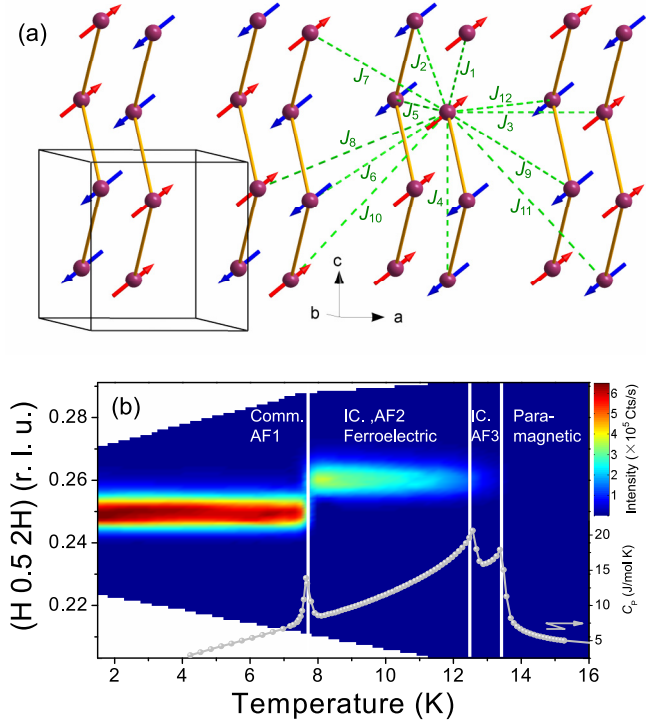 (a)
J1
J2
J7
J12
J5
J3
J8
J6
J9
J4
J10
J11
c
b
a
(b)
Comm.
AF1
IC. ,AF2
Ferroelectric
IC.
AF3
Para-
magnetic
0.28
0.26
0.24
0.22
(H 0.5 2H) (r. l. u.)
6
5
4
3
2
1
Intensity (×10^5 Cts/s)
20
15
10
5
CP (J/mol K)
2
4
6
8
10
12
14
16
Temperature (K)